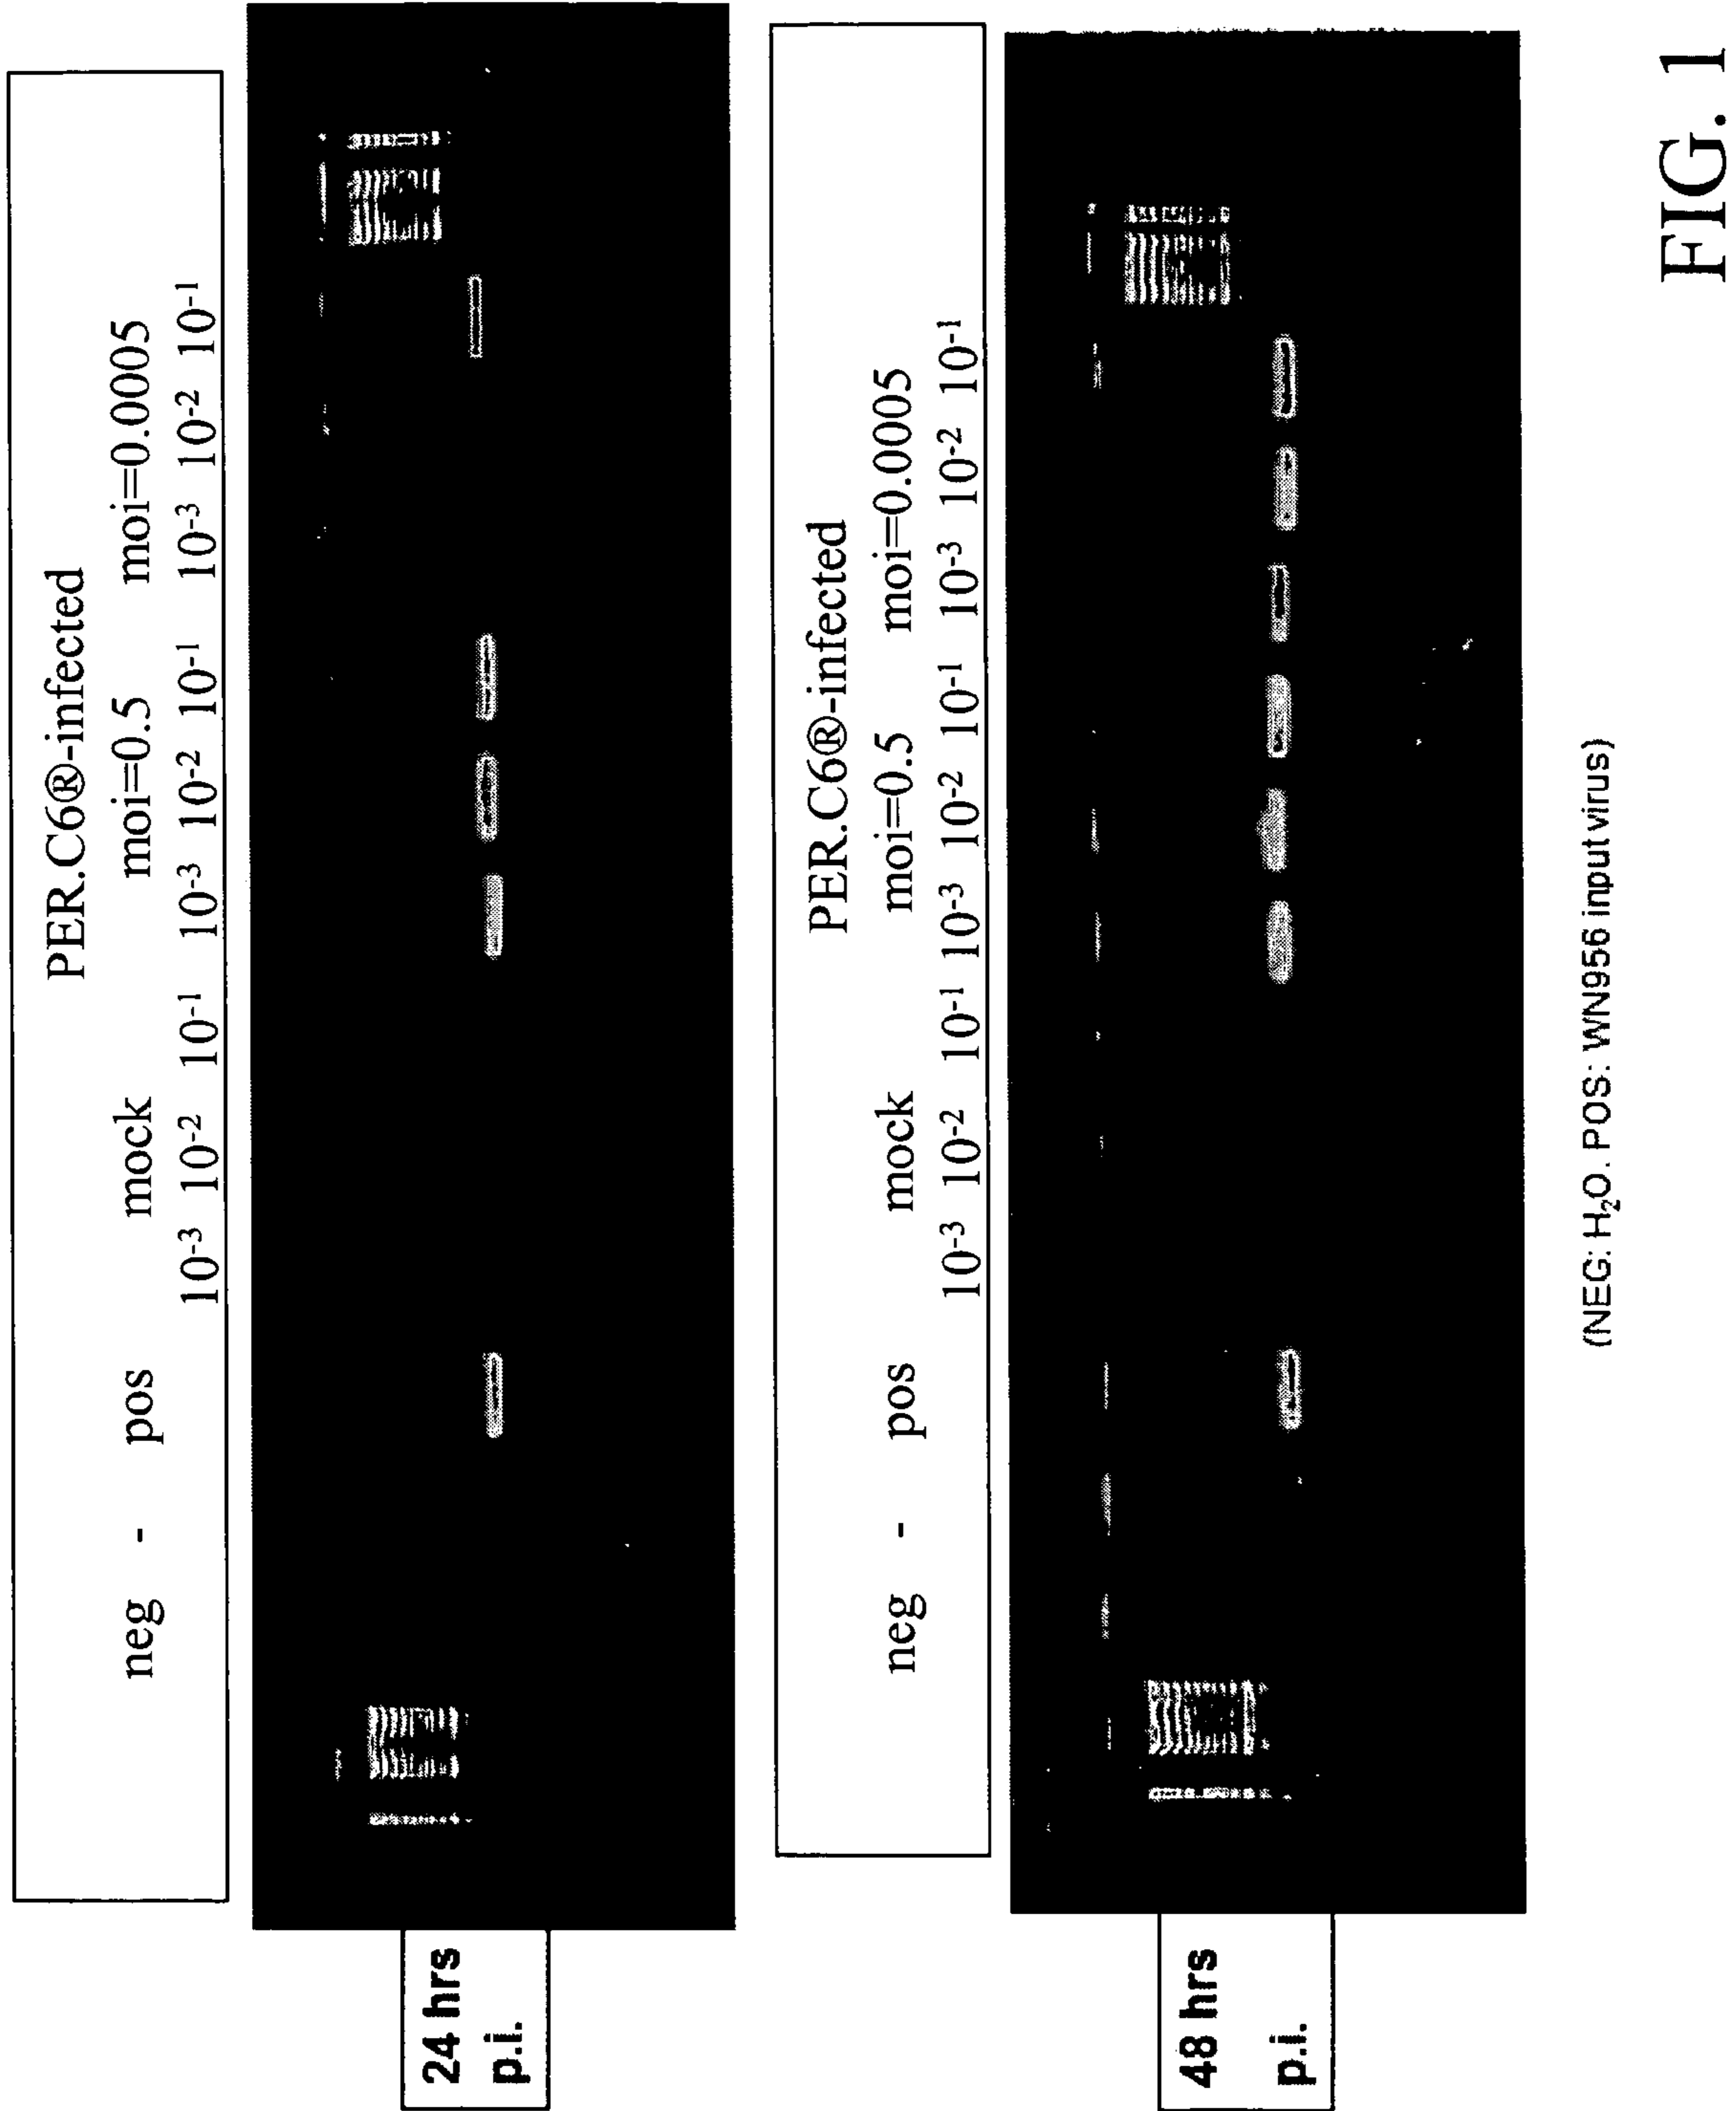 PER.C6®-infected
neg - pos mock moi=0.5 moi=0.0005
10⁻³ 10⁻² 10⁻¹ 10⁻³ 10⁻² 10⁻¹ 10⁻³ 10⁻² 10⁻¹
24 hrs
p.i.
PER.C6®-infected
neg - pos mock moi=0.5 moi=0.0005
10⁻³ 10⁻² 10⁻¹ 10⁻³ 10⁻² 10⁻¹ 10⁻³ 10⁻² 10⁻¹
48 hrs
p.i.
(NEG: H₂O. POS: WN956 input virus)
FIG. 1